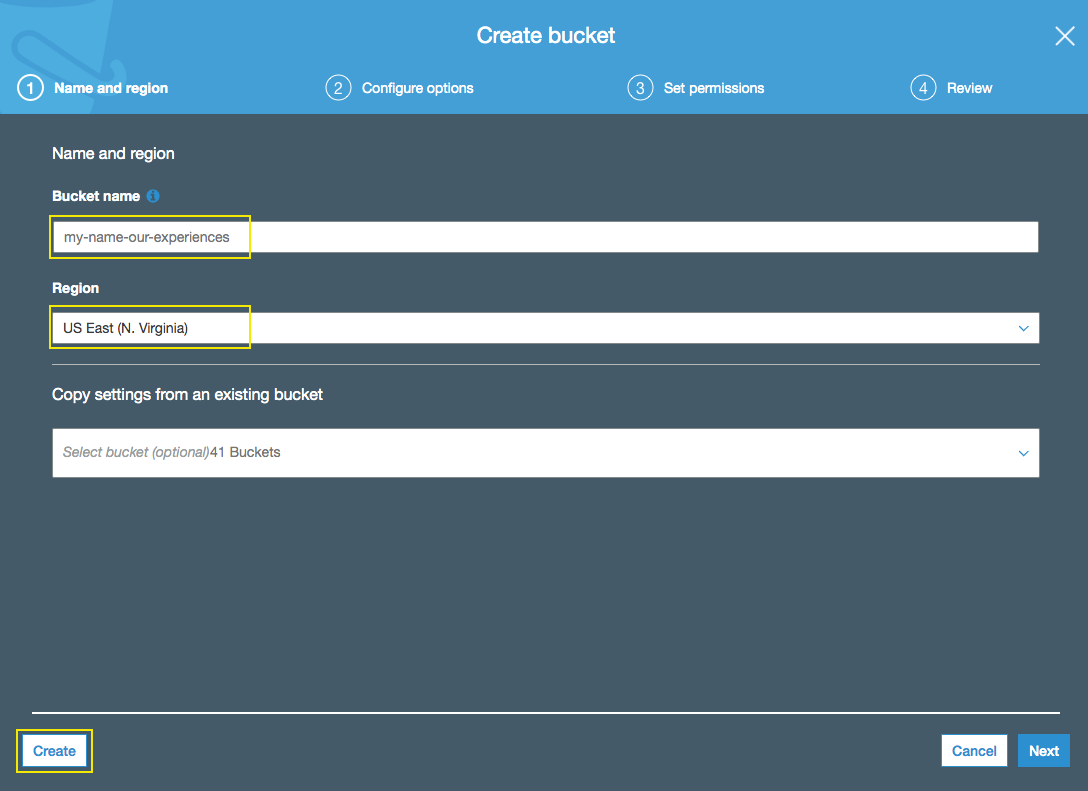 Create bucket
1 Name and region 2 Configure options 3 Set permissions 4 Review
Name and region
Bucket name
my-name-our-experiences
Region
US East (N. Virginia)
Copy settings from an existing bucket
Select bucket (optional)41 Buckets
Create Cancel Next